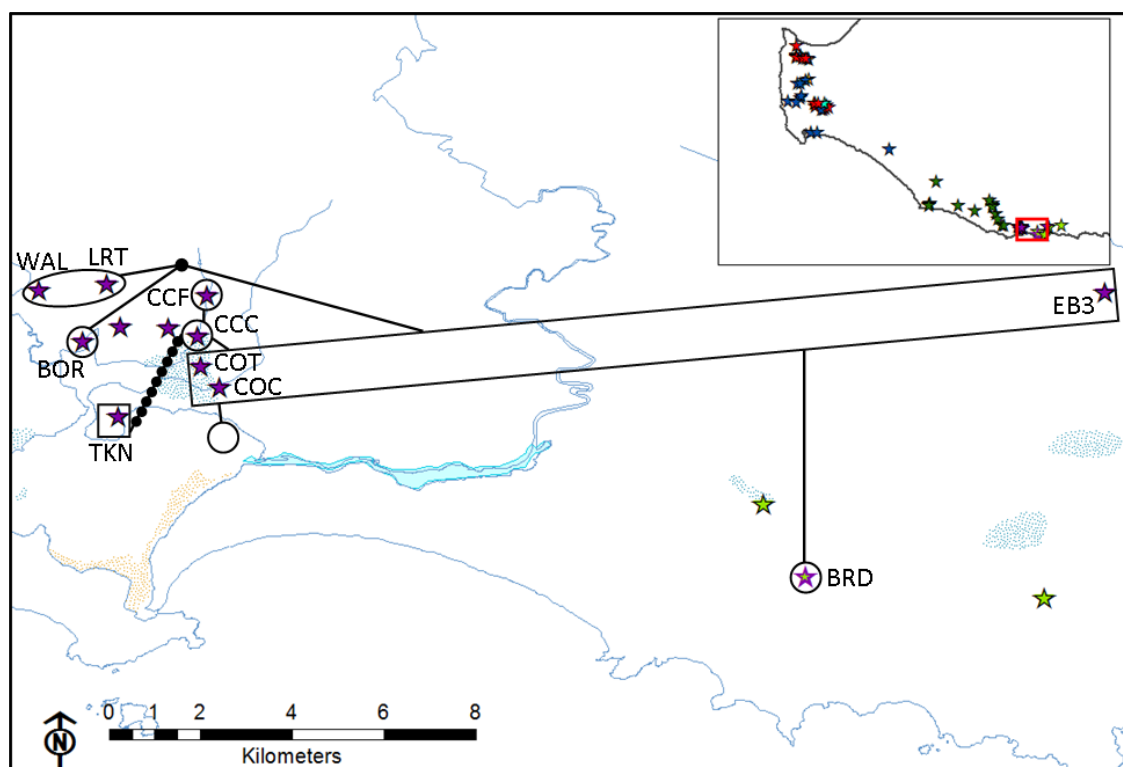 WAL LRT
CCF
EB3
CCC
BOR
COT
COC
TKN
BRD
0 1 2 4 6 8
Kilometers
N